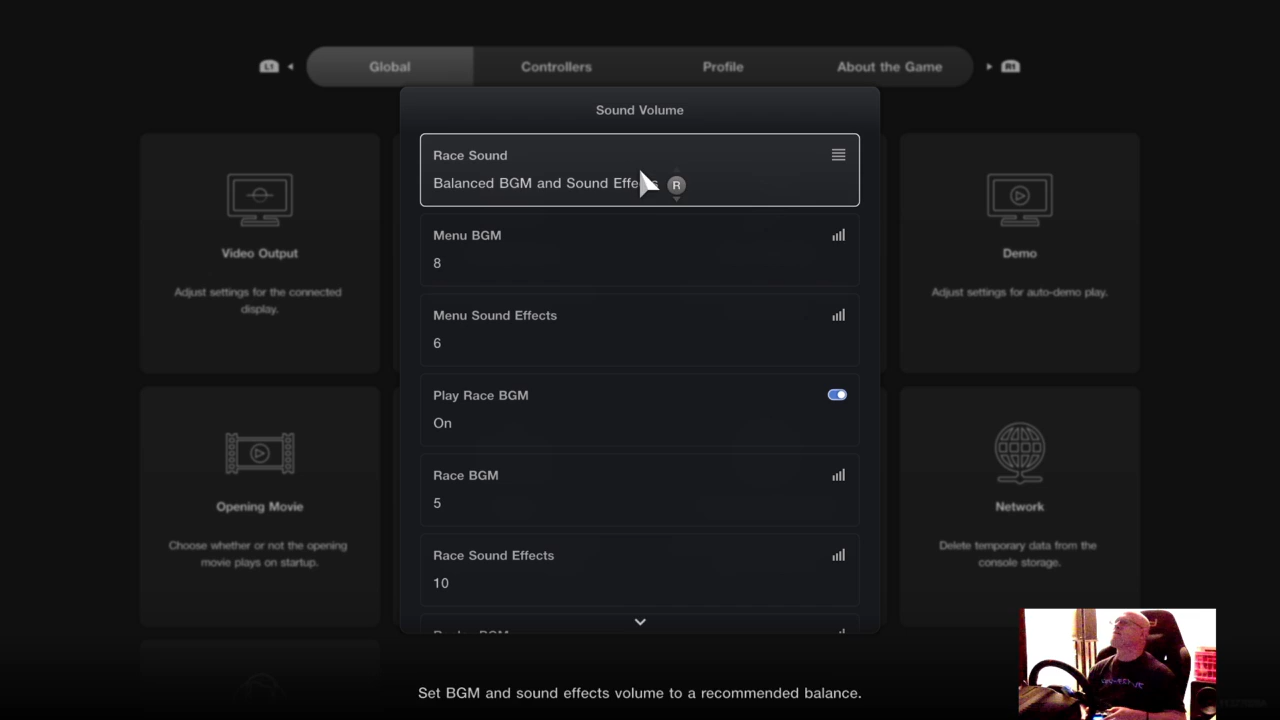 L1
Global
Controllers
Profile
About the Game
R1
Sound Volume
Race Sound
Balanced BGM and Sound Effects
R
Menu BGM
8
Menu Sound Effects
6
Play Race BGM
On
Race BGM
5
Race Sound Effects
10
Video Output
Adjust settings for the connected
display.
Demo
Adjust settings for auto-demo play.
Opening Movie
Choose whether or not the opening
movie plays on startup.
Network
Delete temporary data from the
console storage.
Set BGM and sound effects volume to a recommended balance.